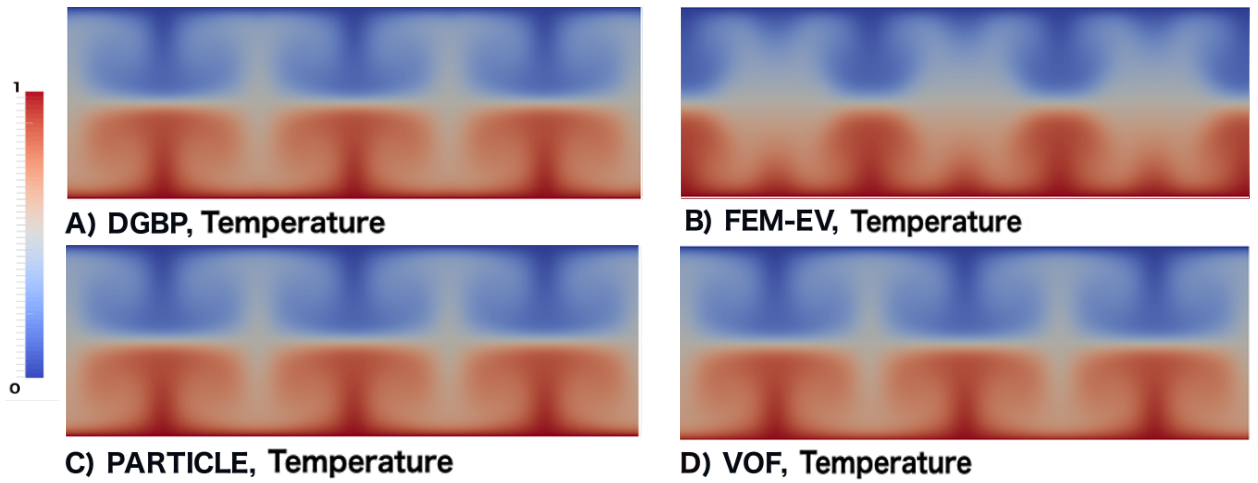 1
0
A) DGBP, Temperature
B) FEM-EV, Temperature
C) PARTICLE, Temperature
D) VOF, Temperature